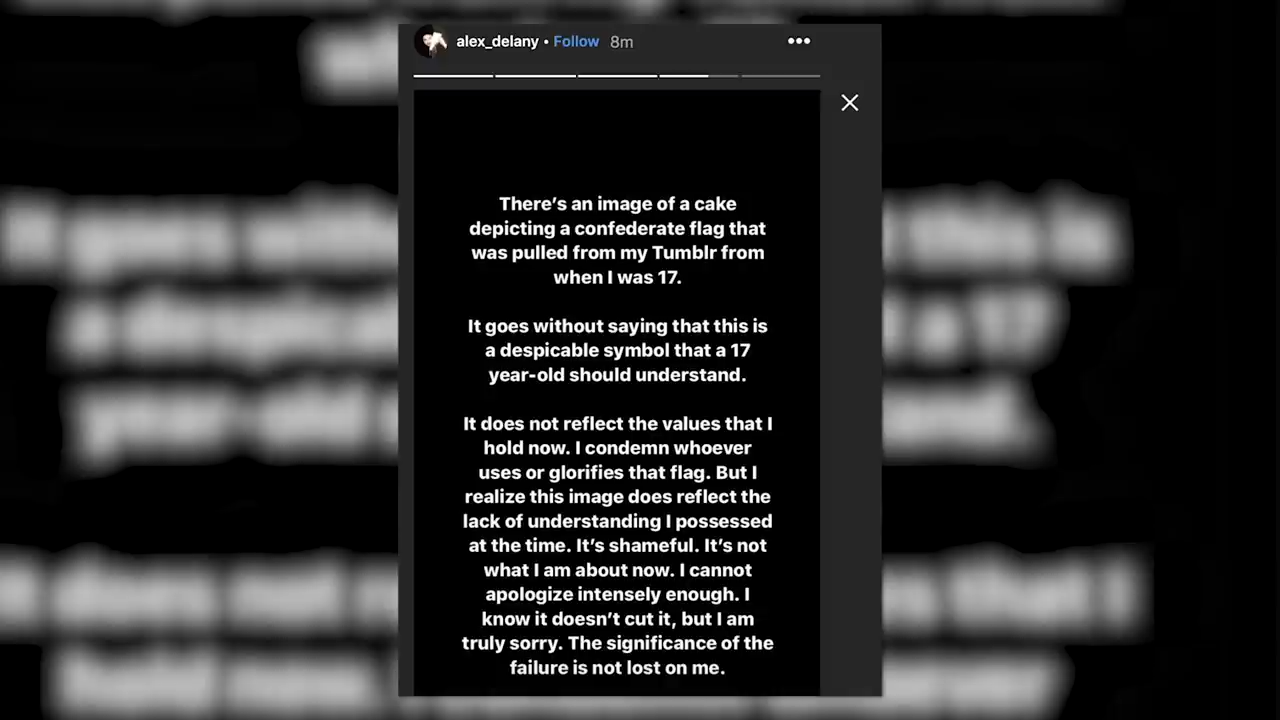 alex_delany • Follow 8m
There’s an image of a cake
depicting a confederate flag that
was pulled from my Tumblr from
when I was 17.
It goes without saying that this is
a despicable symbol that a 17
year-old should understand.
It does not reflect the values that I
hold now. I condemn whoever
uses or glorifies that flag. But I
realize this image does reflect the
lack of understanding I possessed
at the time. It’s shameful. It’s not
what I am about now. I cannot
apologize intensely enough. I
know it doesn’t cut it, but I am
truly sorry. The significance of the
failure is not lost on me.